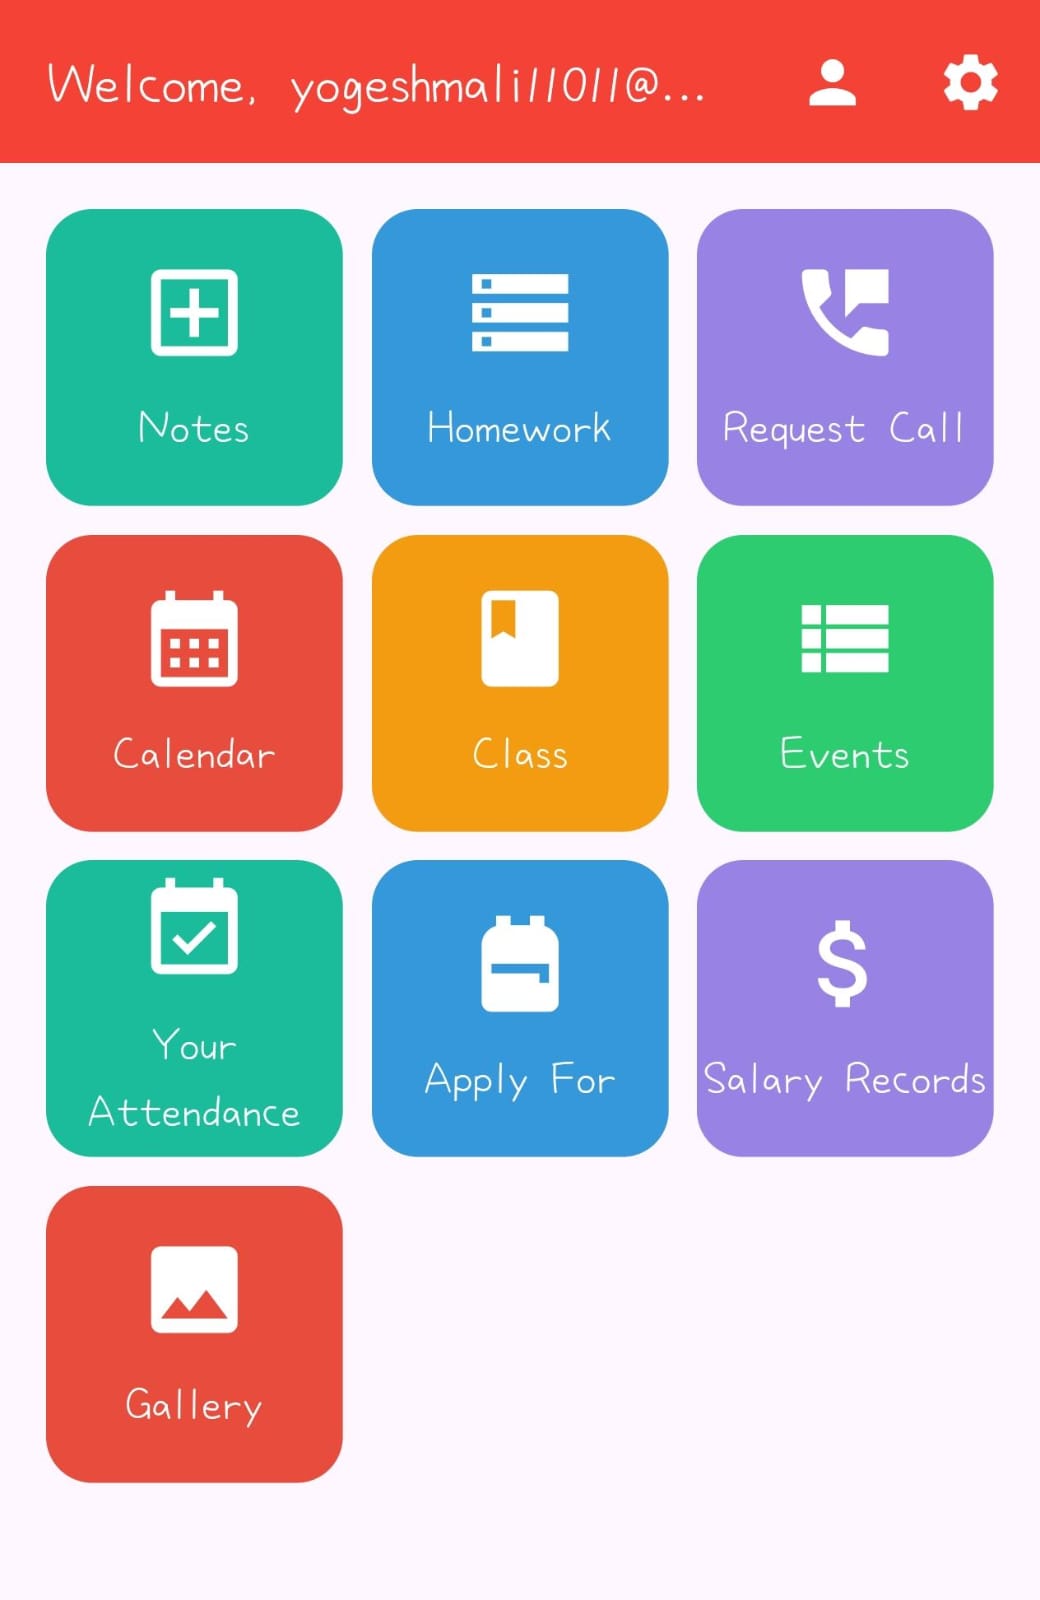 Welcome, yogeshmali11011@...
Notes
Homework
Request Call
Calendar
Class
Events
Your
Attendance
Apply For
Salary Records
Gallery